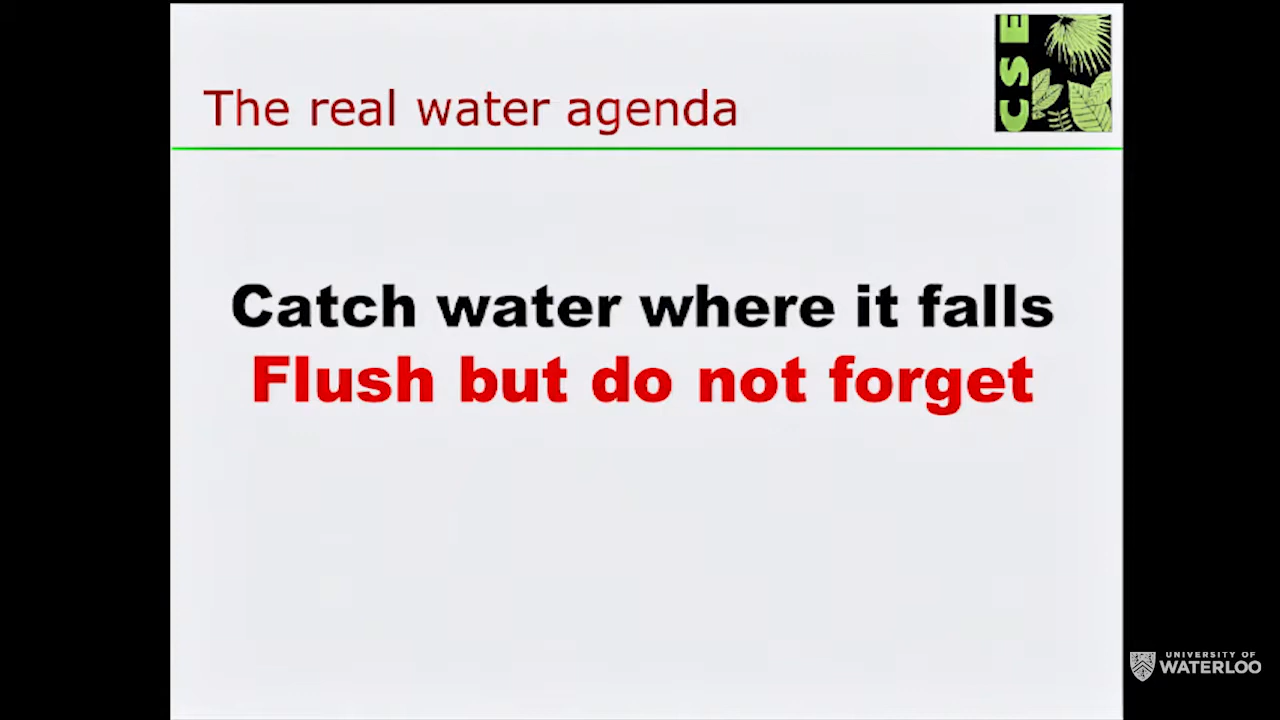 The real water agenda
CSE
Catch water where it falls
Flush but do not forget
UNIVERSITY OF
WATERLOO